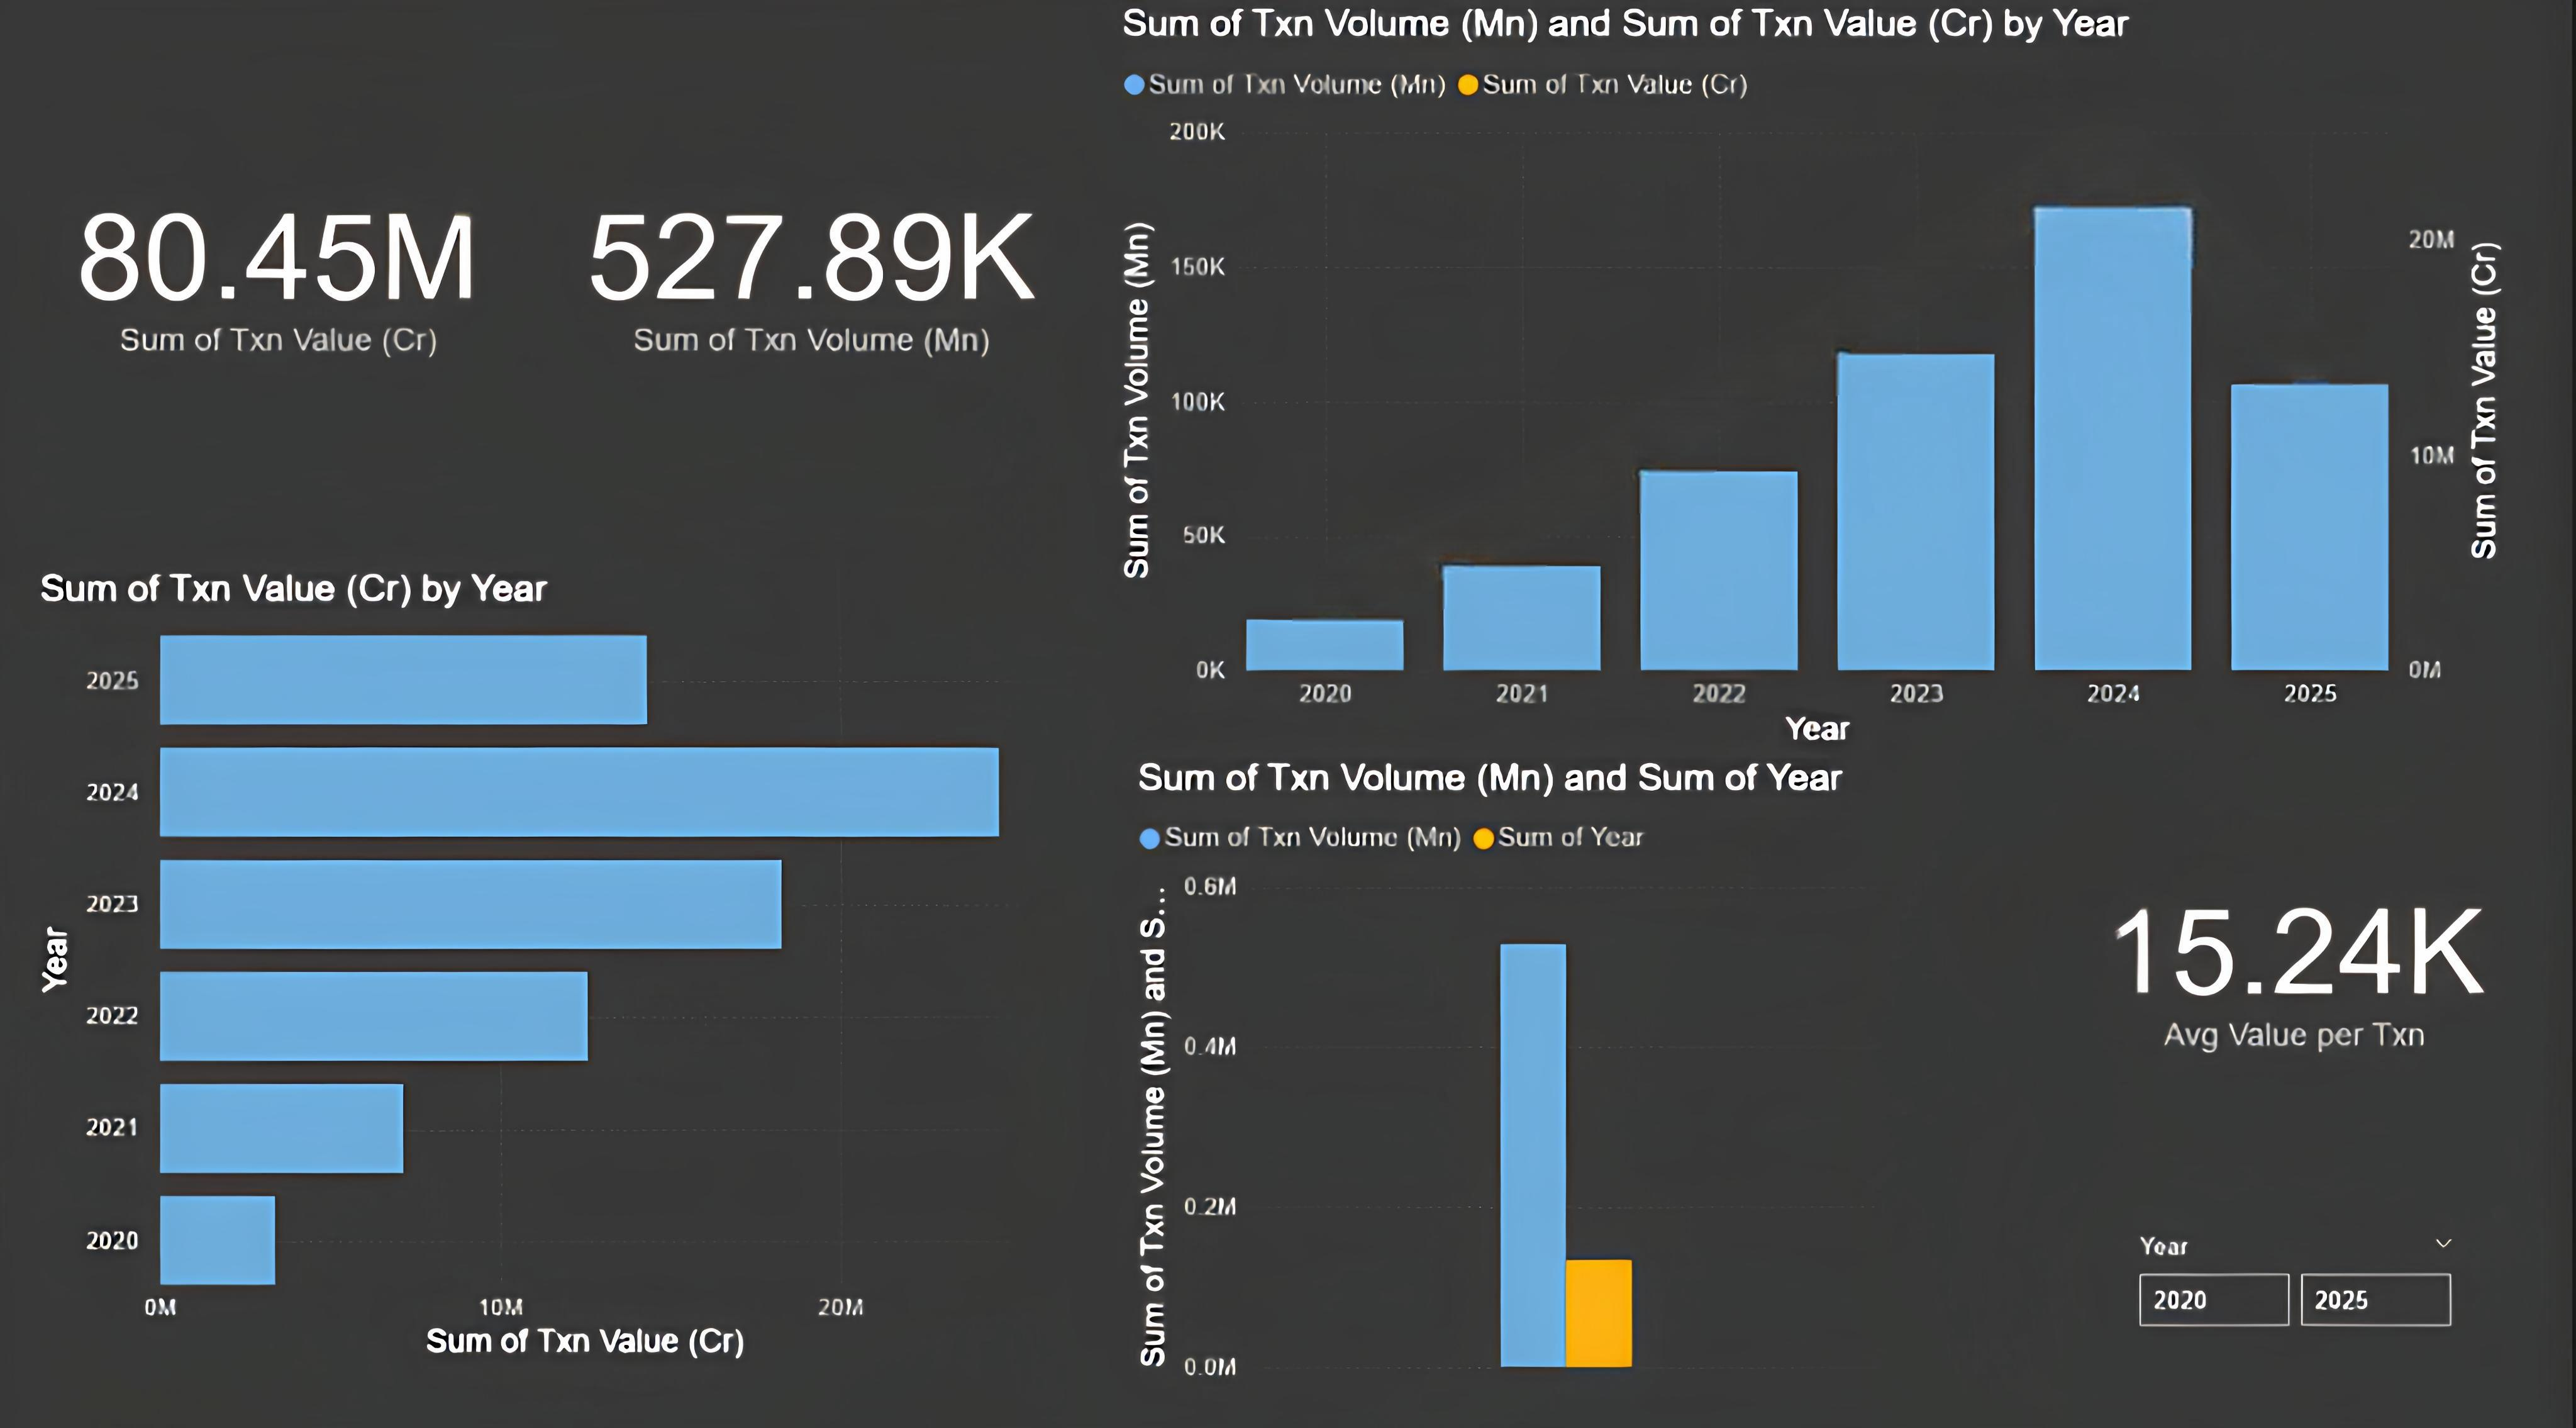 80.45M
Sum of Txn Value (Cr)
527.89K
Sum of Txn Volume (Mn)
Sum of Txn Volume (Mn) and Sum of Txn Value (Cr) by Year
Sum of Txn Volume (Mn) Sum of Txn Value (Cr)
Sum of Txn Volume (Mn)
200K
150K
100K
50K
0K
20M
10M
0M
Sum of Txn Value (Cr)
2020 2021 2022 2023 2024 2025
Year
Sum of Txn Value (Cr) by Year
Year
2025
2024
2023
2022
2021
2020
0M 10M 20M
Sum of Txn Value (Cr)
Sum of Txn Volume (Mn) and Sum of Year
Sum of Txn Volume (Mn) Sum of Year
Sum of Txn Volume (Mn) and S...
0.6M
0.4M
0.2M
0.0M
15.24K
Avg Value per Txn
Year
2020 2025